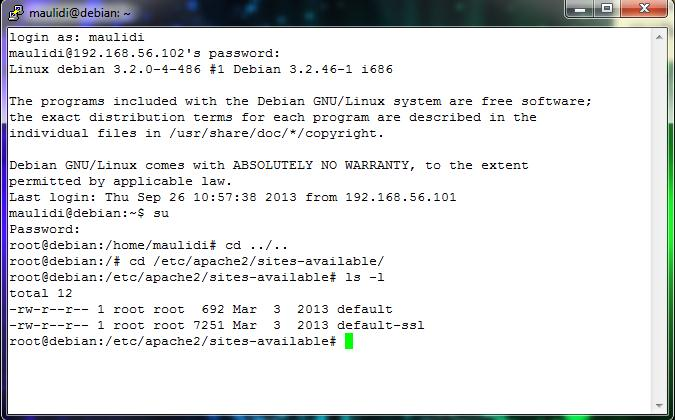 maulidi@debian: ~
login as: maulidi
maulidi@192.168.56.102's password:
Linux debian 3.2.0-4-486 #1 Debian 3.2.46-1 i686
The programs included with the Debian GNU/Linux system are free software;
the exact distribution terms for each program are described in the
individual files in /usr/share/doc/*/copyright.
Debian GNU/Linux comes with ABSOLUTELY NO WARRANTY, to the extent
permitted by applicable law.
Last login: Thu Sep 26 10:57:38 2013 from 192.168.56.101
maulidi@debian:~$ su
Password:
root@debian:/home/maulidi# cd ../..
root@debian:/# cd /etc/apache2/sites-available/
root@debian:/etc/apache2/sites-available# ls -l
total 12
-rw-r--r-- 1 root root  692 Mar  3  2013 default
-rw-r--r-- 1 root root 7251 Mar  3  2013 default-ssl
root@debian:/etc/apache2/sites-available#